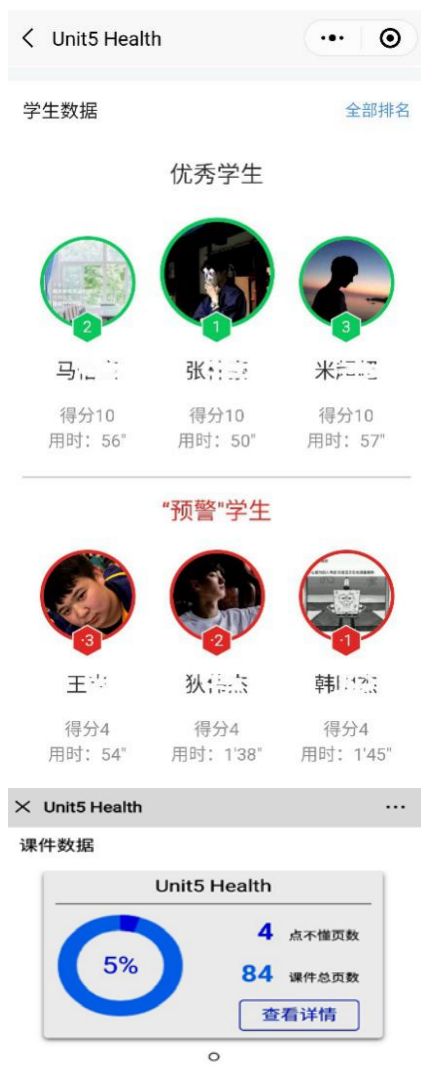 Unit5 Health
学生数据
全部排名
优秀学生
2
1
3
马
张
米
得分10
得分10
得分10
用时：56"
用时：50"
用时：57"
“预警"学生
-3
-2
-1
王
狄
韩
得分4
得分4
得分4
用时：54"
用时：1'38"
用时：1'45"
Unit5 Health
课件数据
Unit5 Health
5%
4 点不懂页数
84 课件总页数
查看详情